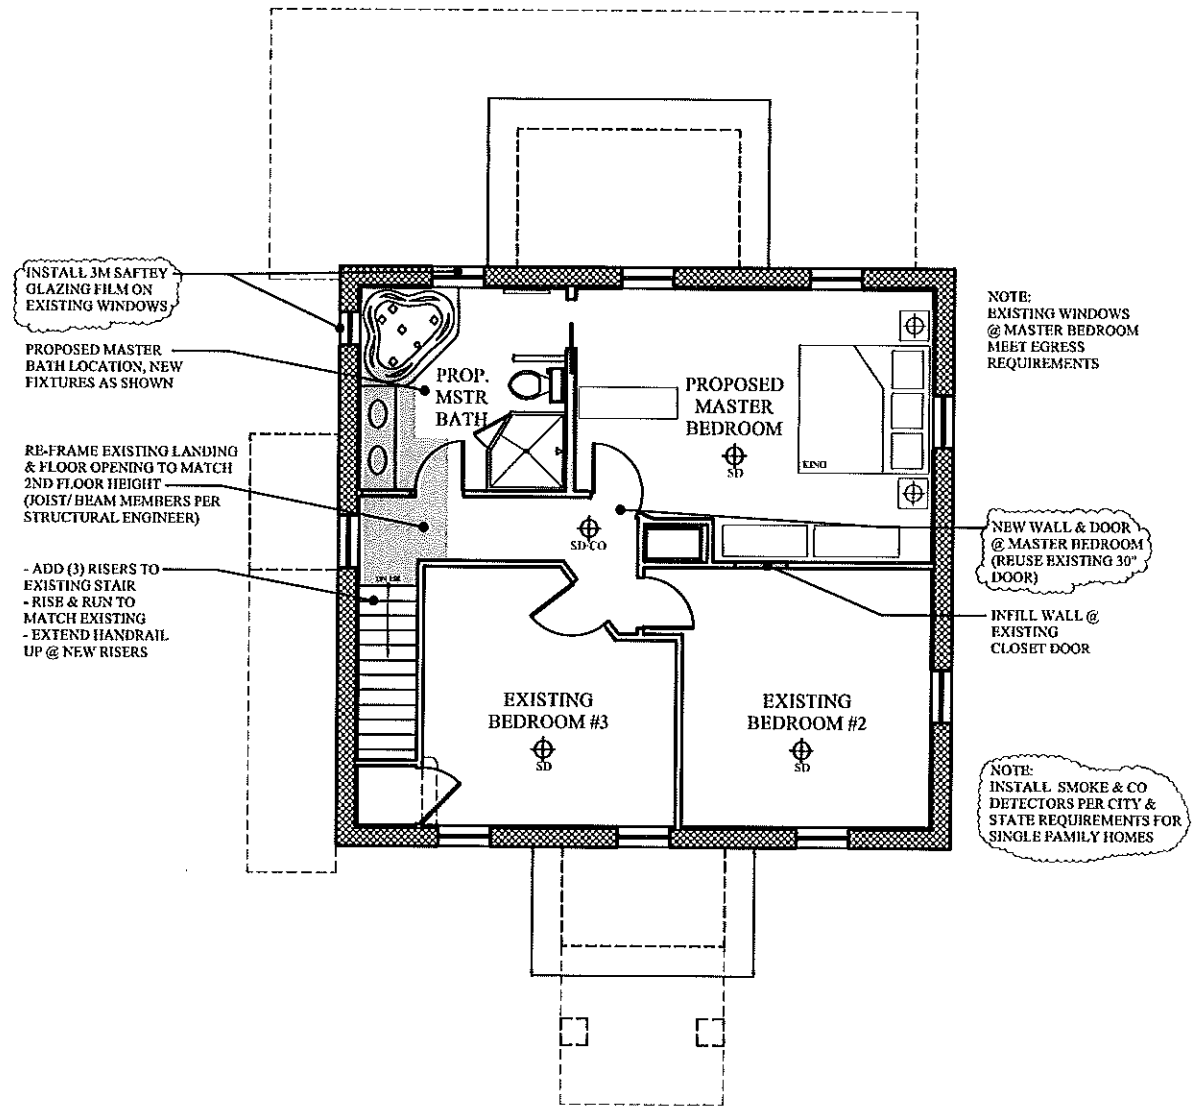 INSTALL 3M SAFTEY
GLAZING FILM ON
EXISTING WINDOWS
PROPOSED MASTER
BATH LOCATION, NEW
FIXTURES AS SHOWN
RE-FRAME EXISTING LANDING
& FLOOR OPENING TO MATCH
2ND FLOOR HEIGHT
(JOIST/ BEAM MEMBERS PER
STRUCTURAL ENGINEER)
- ADD (3) RISERS TO
EXISTING STAIR
- RISE & RUN TO
MATCH EXISTING
- EXTEND HANDRAIL
UP @ NEW RISERS
PROP.
MSTR
BATH
PROPOSED
MASTER
BEDROOM
SD
KING
SD/CO
EXISTING
BEDROOM #3
SD
EXISTING
BEDROOM #2
SD
NOTE:
EXISTING WINDOWS
@ MASTER BEDROOM
MEET EGRESS
REQUIREMENTS
NEW WALL & DOOR
@ MASTER BEDROOM
(REUSE EXISTING 30"
DOOR)
INFILL WALL @
EXISTING
CLOSET DOOR
NOTE:
INSTALL SMOKE & CO
DETECTORS PER CITY &
STATE REQUIREMENTS FOR
SINGLE FAMILY HOMES